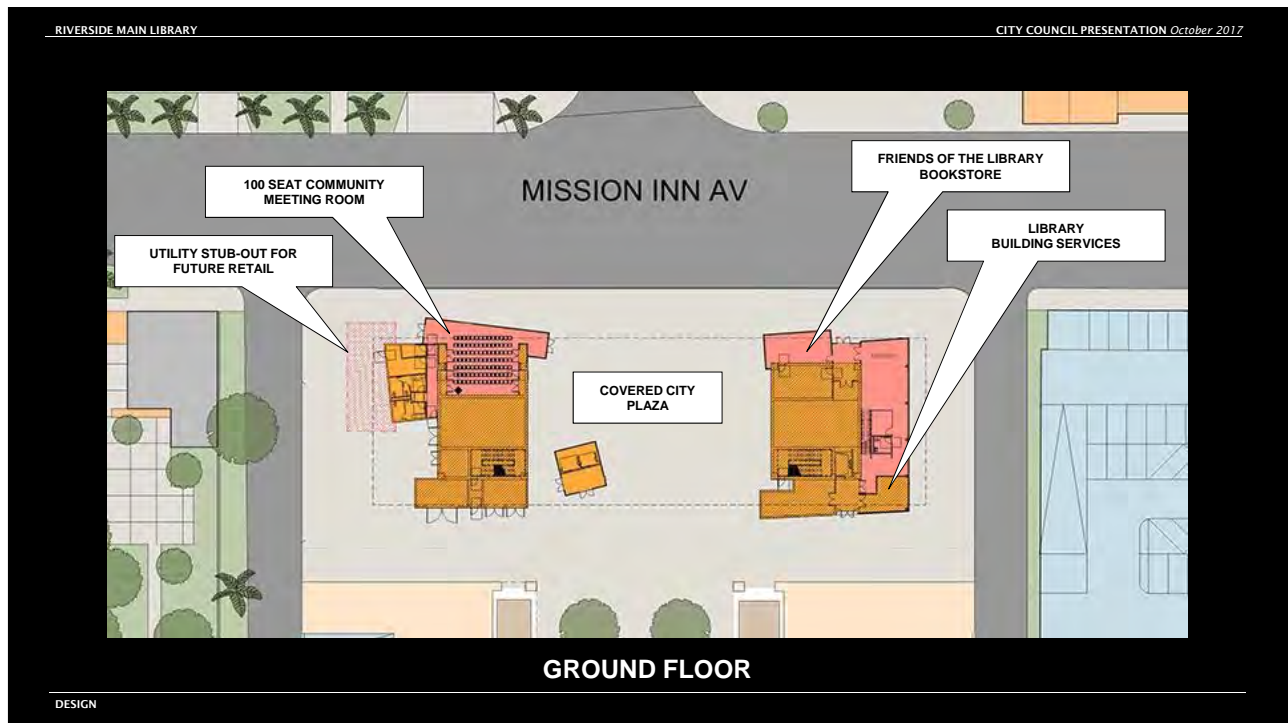 RIVERSIDE MAIN LIBRARY
CITY COUNCIL PRESENTATION October 2017
MISSION INN AV
100 SEAT COMMUNITY
MEETING ROOM
FRIENDS OF THE LIBRARY
BOOKSTORE
UTILITY STUB-OUT FOR
FUTURE RETAIL
LIBRARY
BUILDING SERVICES
COVERED CITY
PLAZA
GROUND FLOOR
DESIGN